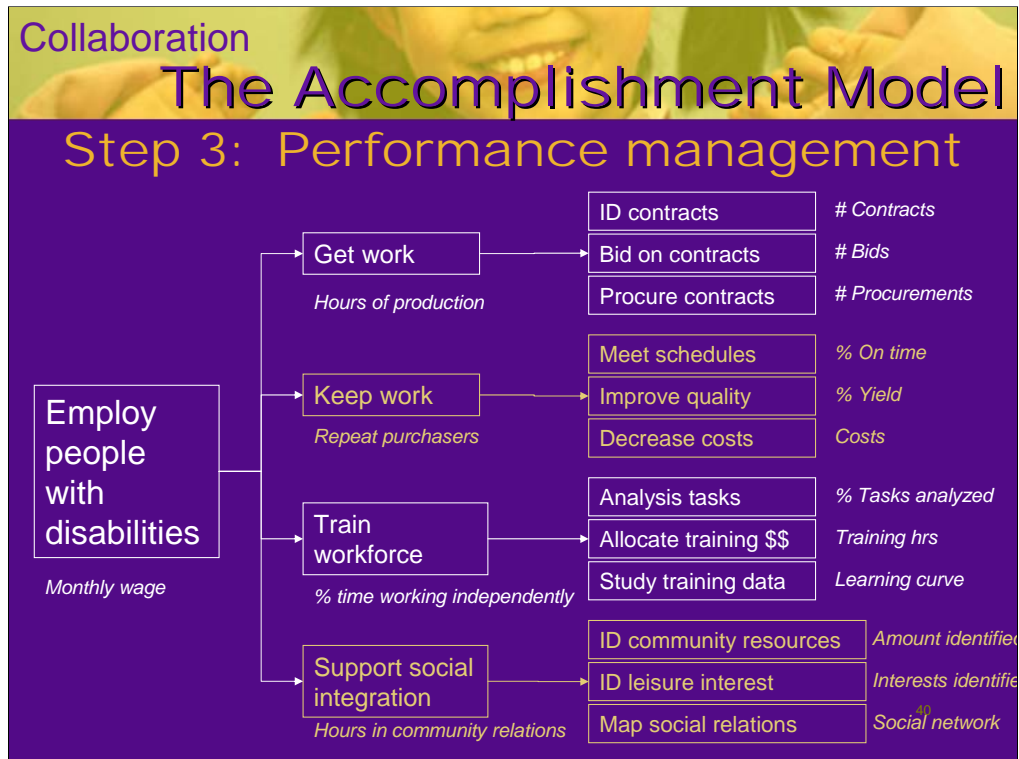 Collaboration
The Accomplishment Model
Step 3: Performance management
ID contracts
# Contracts
Get work
Bid on contracts
# Bids
Hours of production
Procure contracts
# Procurements
Meet schedules
% On time
Keep work
Improve quality
% Yield
Repeat purchasers
Decrease costs
Costs
Employ
people
with
disabilities
Monthly wage
Analysis tasks
% Tasks analyzed
Train
workforce
Allocate training $$
Training hrs
% time working independently
Study training data
Learning curve
ID community resources
Amount identified
Support social
integration
ID leisure interest
Interests identifie
Hours in community relations
Map social relations
Social network
40